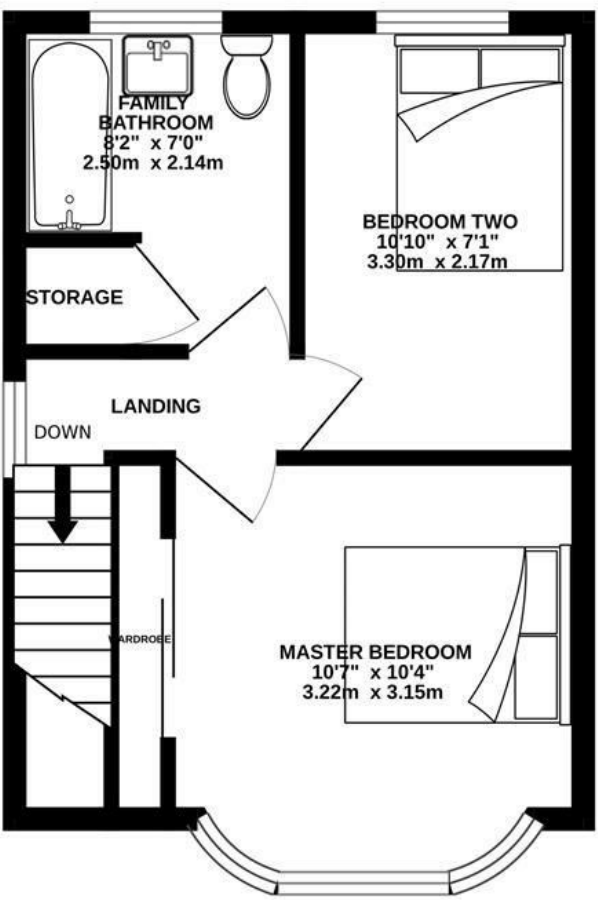 FAMILY
BATHROOM
8'2" x 7'0"
2.50m x 2.14m
BEDROOM TWO
10'10" x 7'1"
3.30m x 2.17m
STORAGE
LANDING
DOWN
WARDROBE
MASTER BEDROOM
10'7" x 10'4"
3.22m x 3.15m